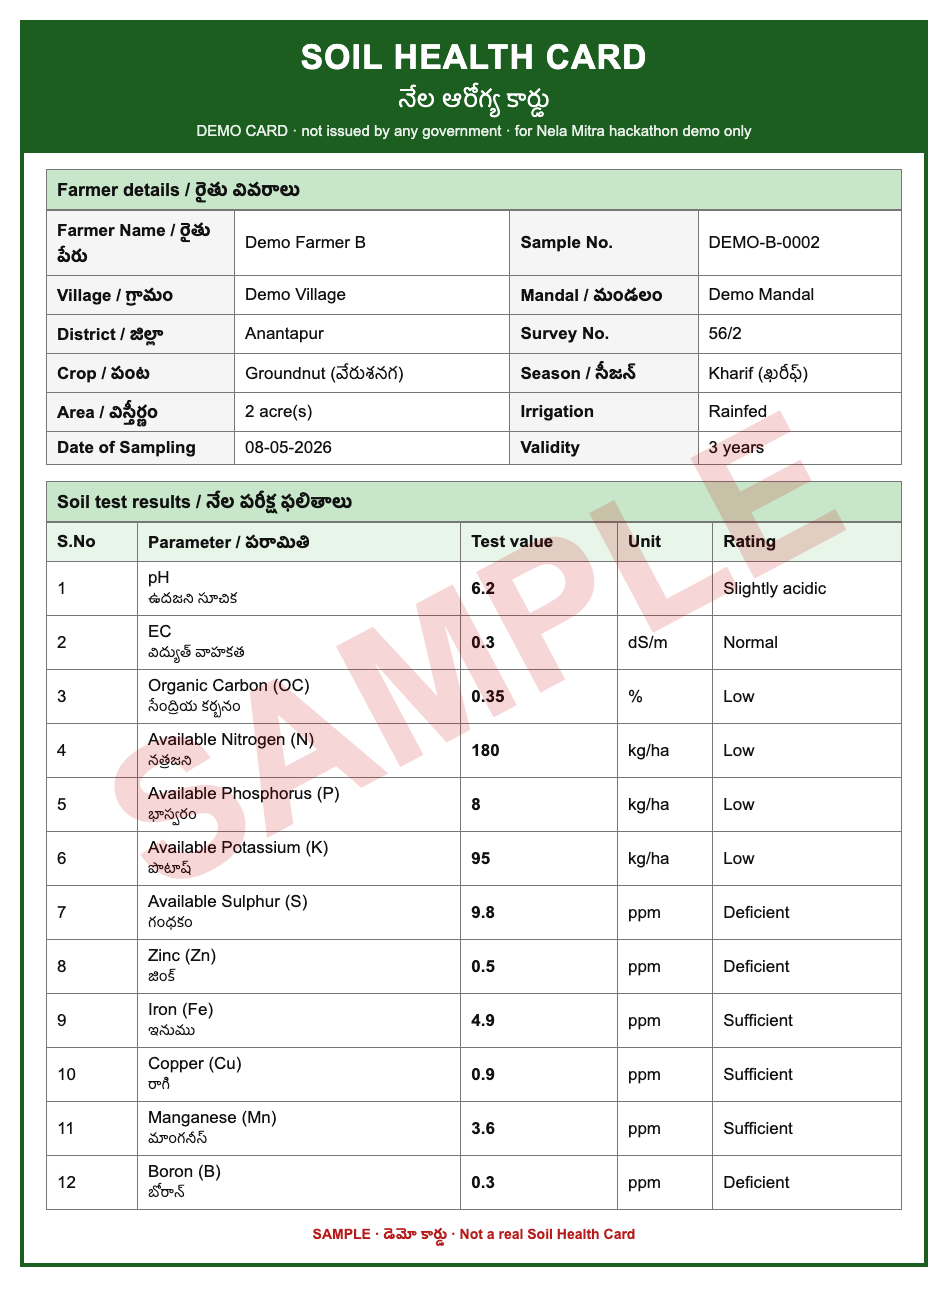 SOIL HEALTH CARD
నేల ఆరోగ్య కార్డు
DEMO CARD · not issued by any government · for Nela Mitra hackathon demo only
Farmer details / రైతు వివరాలు
Farmer Name / రైతు పేరు Demo Farmer B Sample No. DEMO-B-0002
Village / గ్రామం Demo Village Mandal / మండలం Demo Mandal
District / జిల్లా Anantapur Survey No. 56/2
Crop / పంట Groundnut (వేరుశనగ) Season / సీజన్ Kharif (ఖరీఫ్)
Area / విస్తీర్ణం 2 acre(s) Irrigation Rainfed
Date of Sampling 08-05-2026 Validity 3 years
Soil test results / నేల పరీక్ష ఫలితాలు
S.No Parameter / పరామితి Test value Unit Rating
1 pH 6.2 Slightly acidic
ఉదజని సూచిక
2 EC 0.3 dS/m Normal
విద్యుత్ వాహకత
3 Organic Carbon (OC) 0.35 % Low
సేంద్రియ కర్బనం
4 Available Nitrogen (N) 180 kg/ha Low
నత్రజని
5 Available Phosphorus (P) 8 kg/ha Low
భాస్వరం
6 Available Potassium (K) 95 kg/ha Low
పొటాష్
7 Available Sulphur (S) 9.8 ppm Deficient
గంధకం
8 Zinc (Zn) 0.5 ppm Deficient
జింక్
9 Iron (Fe) 4.9 ppm Sufficient
ఇనుము
10 Copper (Cu) 0.9 ppm Sufficient
రాగి
11 Manganese (Mn) 3.6 ppm Sufficient
మాంగనీస్
12 Boron (B) 0.3 ppm Deficient
బోరాన్
SAMPLE
SAMPLE · డెమో కార్డు · Not a real Soil Health Card